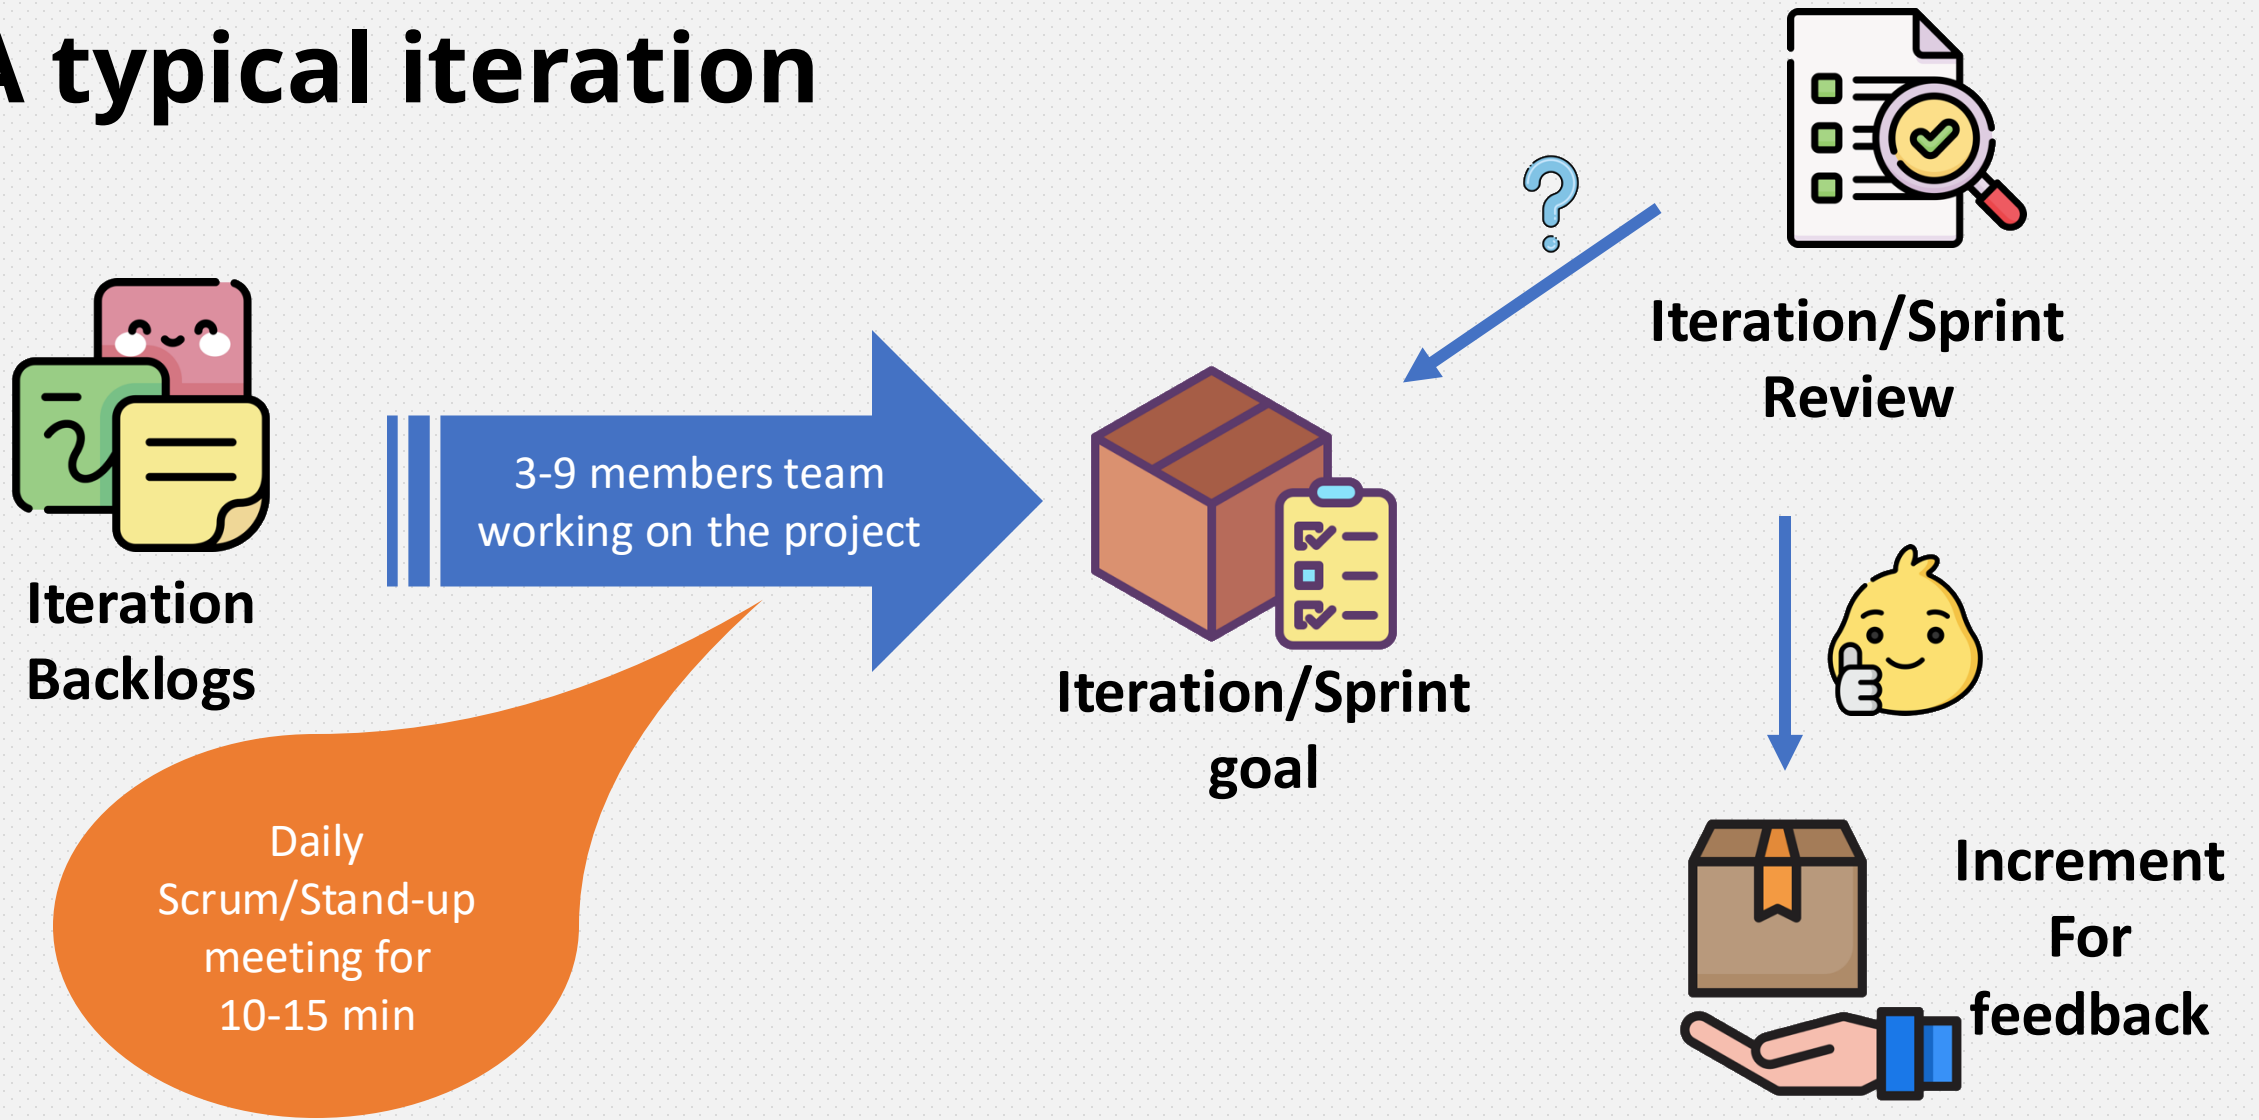 A typical iteration
Iteration/Sprint
Review
3-9 members team
working on the project
Iteration
Backlogs
Iteration/Sprint
goal
Daily
Scrum/Stand-up
meeting for
10-15 min
Increment
For
feedback